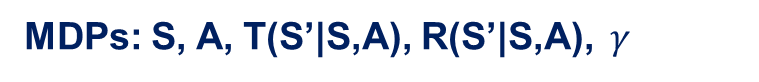 MDPs: S, A, T(S’|S,A), R(S’|S,A), γ